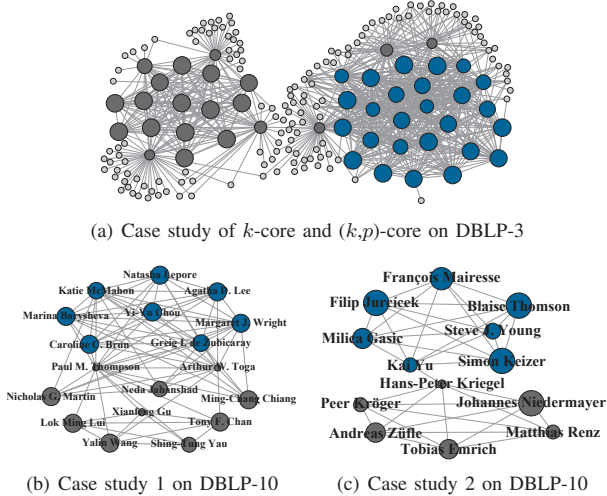 (a) Case study of k-core and (k,p)-core on DBLP-3
Natasha Lepore
Katie McMahon
Agatha D. Lee
Marina Barysheva
Yi-Yu Chou
Margaret J. Wright
Caroline C. Brun
Greig I. de Zubicaray
Paul M. Thompson
Arthur W. Toga
Neda Jahanshad
Nicholas G. Martin
Ming-Chang Chiang
Xianfeng Gu
Lok Ming Lui
Tony F. Chan
Yalin Wang
Shing-Tung Yau
(b) Case study 1 on DBLP-10
François Mairesse
Filip Jurcícek
Blaise Thomson
Milica Gasic
Steve J. Young
Kai Yu
Simon Keizer
Hans-Peter Kriegel
Peer Kröger
Johannes Niedermayer
Andreas Züfle
Matthias Renz
Tobias Emrich
(c) Case study 2 on DBLP-10